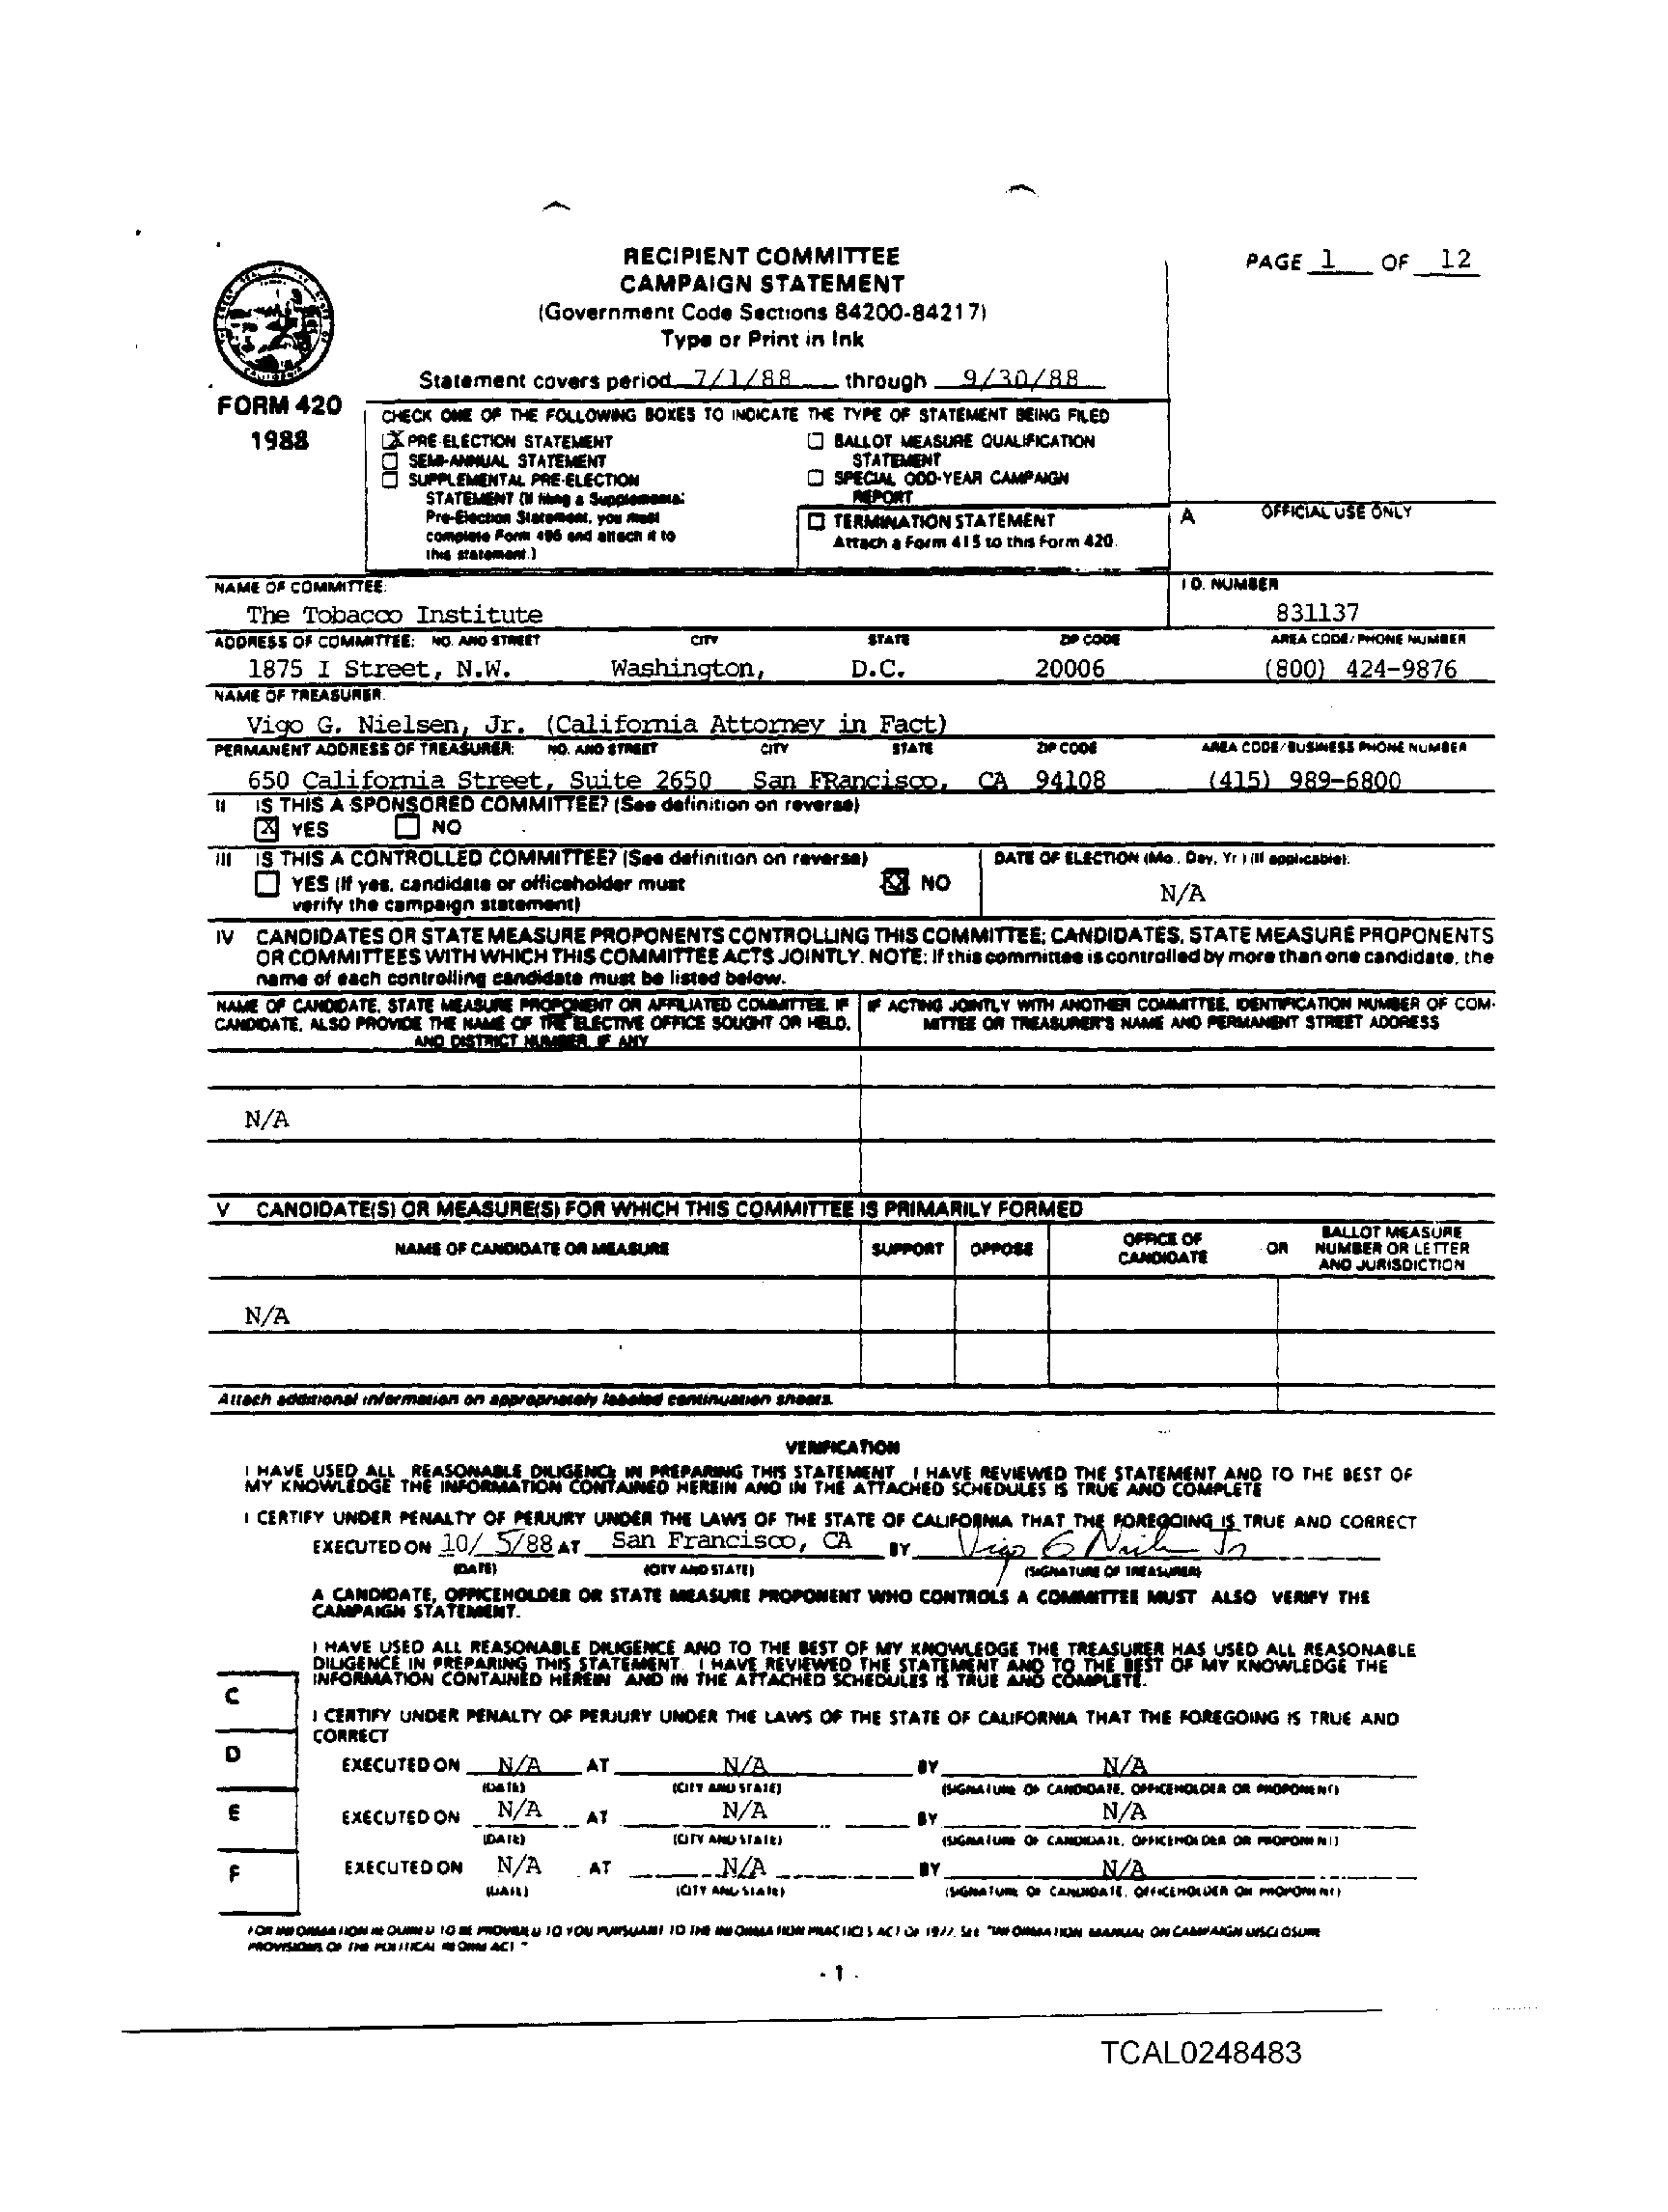 RECIPIENT COMMITTEE
CAMPAIGN STATEMENT
(Government Code Sections 84200-84217)
Type or Print in Ink
PAGE 1 OF 12
Statement covers period 7/1/88 through 9/30/88
FORM 420
1988
CHECK ONE OF THE FOLLOWING BOXES TO INDICATE THE TYPE OF STATEMENT BEING FILED
X PRE-ELECTION STATEMENT
SEMI-ANNUAL STATEMENT
SUPPLEMENTAL PRE-ELECTION
STATEMENT (If filing a Supplemental
Pre-Election Statement, you must
complete Form 496 and attach it to
this statement.)
BALLOT MEASURE QUALIFICATION
STATEMENT
SPECIAL ODD-YEAR CAMPAIGN
REPORT
TERMINATION STATEMENT
Attach a Form 415 to this Form 420.
A OFFICIAL USE ONLY
NAME OF COMMITTEE: I D. NUMBER
The Tobacco Institute 831137
ADDRESS OF COMMITTEE: NO. AND STREET CITY STATE ZIP CODE AREA CODE/PHONE NUMBER
1875 I Street, N.W. Washington, D.C. 20006 (800) 424-9876
NAME OF TREASURER.
Vigo G. Nielsen, Jr. (California Attorney in Fact)
PERMANENT ADDRESS OF TREASURER: NO. AND STREET CITY STATE ZIP CODE AREA CODE/BUSINESS PHONE NUMBER
650 California Street, Suite 2650 San FRancisco, CA 94108 (415) 989-6800
II IS THIS A SPONSORED COMMITTEE? (See definition on reverse)
X YES NO
III IS THIS A CONTROLLED COMMITTEE? (See definition on reverse)
YES (If yes, candidate or officeholder must
verify the campaign statement)
X NO
DATE OF ELECTION (Mo., Day, Yr.) (If applicable):
N/A
IV CANDIDATES OR STATE MEASURE PROPONENTS CONTROLLING THIS COMMITTEE; CANDIDATES, STATE MEASURE PROPONENTS
OR COMMITTEES WITH WHICH THIS COMMITTEE ACTS JOINTLY. NOTE: If this committee is controlled by more than one candidate, the
name of each controlling candidate must be listed below.
NAME OF CANDIDATE, STATE MEASURE PROPONENT OR AFFILIATED COMMITTEE. IF
CANDIDATE, ALSO PROVIDE THE NAME OF THE ELECTIVE OFFICE SOUGHT OR HELD,
AND DISTRICT NUMBER, IF ANY
IF ACTING JOINTLY WITH ANOTHER COMMITTEE, IDENTIFICATION NUMBER OF COM-
MITTEE OR TREASURER'S NAME AND PERMANENT STREET ADDRESS
N/A
V CANDIDATE(S) OR MEASURE(S) FOR WHICH THIS COMMITTEE IS PRIMARILY FORMED
NAME OF CANDIDATE OR MEASURE SUPPORT OPPOSE
OFFICE OF
CANDIDATE
OR
BALLOT MEASURE
NUMBER OR LETTER
AND JURISDICTION
N/A
Attach additional information on appropriately labeled continuation sheets.
VERIFICATION
I HAVE USED ALL REASONABLE DILIGENCE IN PREPARING THIS STATEMENT I HAVE REVIEWED THE STATEMENT AND TO THE BEST OF
MY KNOWLEDGE THE INFORMATION CONTAINED HEREIN AND IN THE ATTACHED SCHEDULES IS TRUE AND COMPLETE
I CERTIFY UNDER PENALTY OF PERJURY UNDER THE LAWS OF THE STATE OF CALIFORNIA THAT THE FOREGOING IS TRUE AND CORRECT
EXECUTED ON 10/ 5/88 AT San Francisco, CA BY Vigo G Nielsen Jr
(DATE) (CITY AND STATE) (SIGNATURE OF TREASURER)
A CANDIDATE, OFFICEHOLDER OR STATE MEASURE PROPONENT WHO CONTROLS A COMMITTEE MUST ALSO VERIFY THE
CAMPAIGN STATEMENT.
I HAVE USED ALL REASONABLE DILIGENCE AND TO THE BEST OF MY KNOWLEDGE THE TREASURER HAS USED ALL REASONABLE
DILIGENCE IN PREPARING THIS STATEMENT. I HAVE REVIEWED THE STATEMENT AND TO THE BEST OF MY KNOWLEDGE THE
INFORMATION CONTAINED HEREIN AND IN THE ATTACHED SCHEDULES IS TRUE AND COMPLETE.
I CERTIFY UNDER PENALTY OF PERJURY UNDER THE LAWS OF THE STATE OF CALIFORNIA THAT THE FOREGOING IS TRUE AND
CORRECT
C
D
E
F
EXECUTED ON N/A AT N/A BY N/A
(DATE) (CITY AND STATE) (SIGNATURE OF CANDIDATE, OFFICEHOLDER OR PROPONENT)
EXECUTED ON N/A AT N/A BY N/A
(DATE) (CITY AND STATE) (SIGNATURE OF CANDIDATE, OFFICEHOLDER OR PROPONENT)
EXECUTED ON N/A AT N/A BY N/A
(DATE) (CITY AND STATE) (SIGNATURE OF CANDIDATE, OFFICEHOLDER OR PROPONENT)
FOR INFORMATION REQUIRED TO BE PROVIDED TO YOU PURSUANT TO THE INFORMATION PRACTICES ACT OF 1977, SEE "INFORMATION MANUAL ON CAMPAIGN DISCLOSURE
PROVISIONS OF THE POLITICAL REFORM ACT "
- 1 -
TCAL0248483